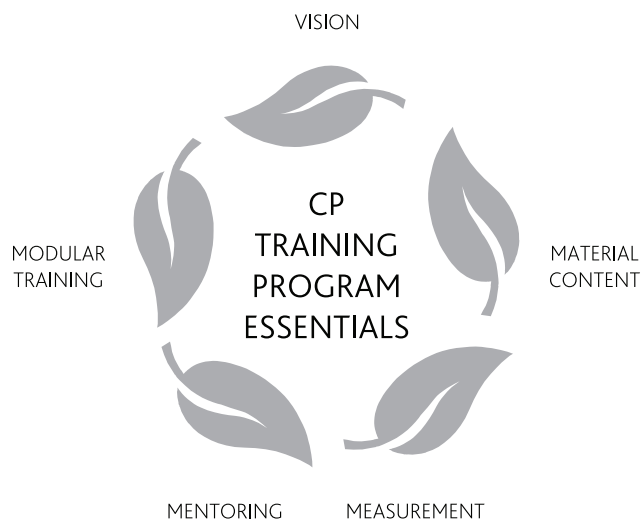 VISION
CP
TRAINING
PROGRAM
ESSENTIALS
MODULAR
TRAINING
MATERIAL
CONTENT
MENTORING
MEASUREMENT